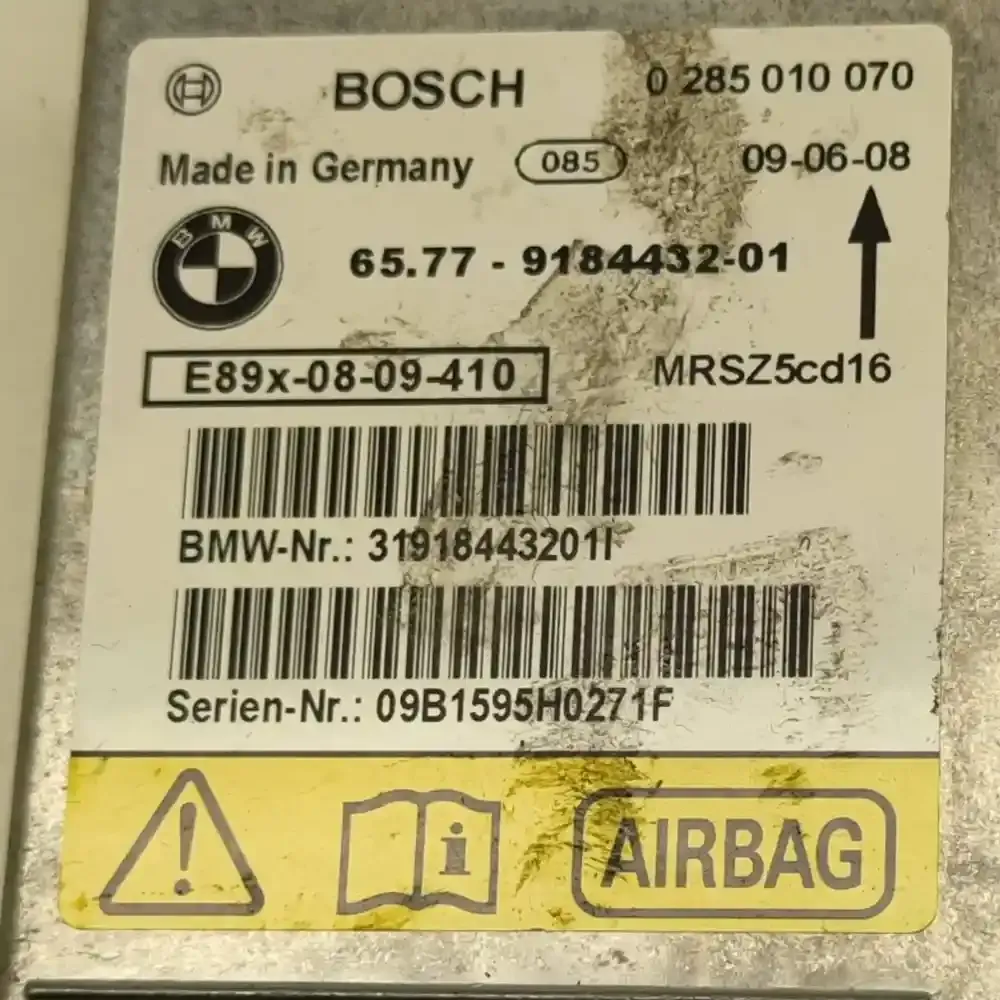 BOSCH 0 285 010 070
Made in Germany 085 09-06-08
BMW 65.77 - 9184432-01
E89x-08-09-410 MRSZ5cd16
BMW-Nr.: 31918443201I
Serien-Nr.: 09B1595H0271F
i AIRBAG